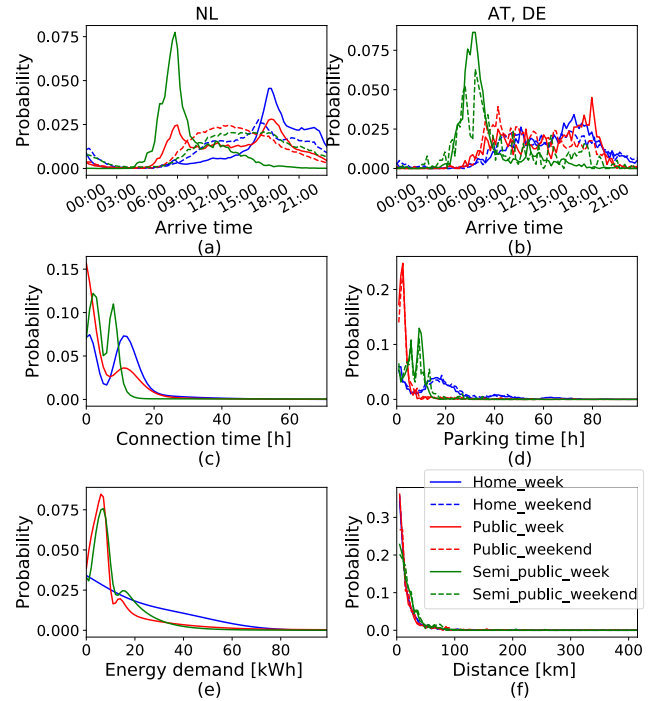 NL
AT, DE
Probability
0.075
0.050
0.025
0.000
00:00
03:00
06:00
09:00
12:00
15:00
18:00
21:00
Arrive time
(a)
Probability
0.075
0.050
0.025
0.000
00:00
03:00
06:00
09:00
12:00
15:00
18:00
21:00
Arrive time
(b)
Probability
0.15
0.10
0.05
0.00
0
20
40
60
Connection time [h]
(c)
Probability
0.2
0.1
0.0
0
20
40
60
80
Parking time [h]
(d)
Probability
0.075
0.050
0.025
0.000
0
20
40
60
80
Energy demand [kWh]
(e)
Probability
0.3
0.2
0.1
0.0
0
100
200
300
400
Distance [km]
(f)
Home_week
Home_weekend
Public_week
Public_weekend
Semi_public_week
Semi_public_weekend